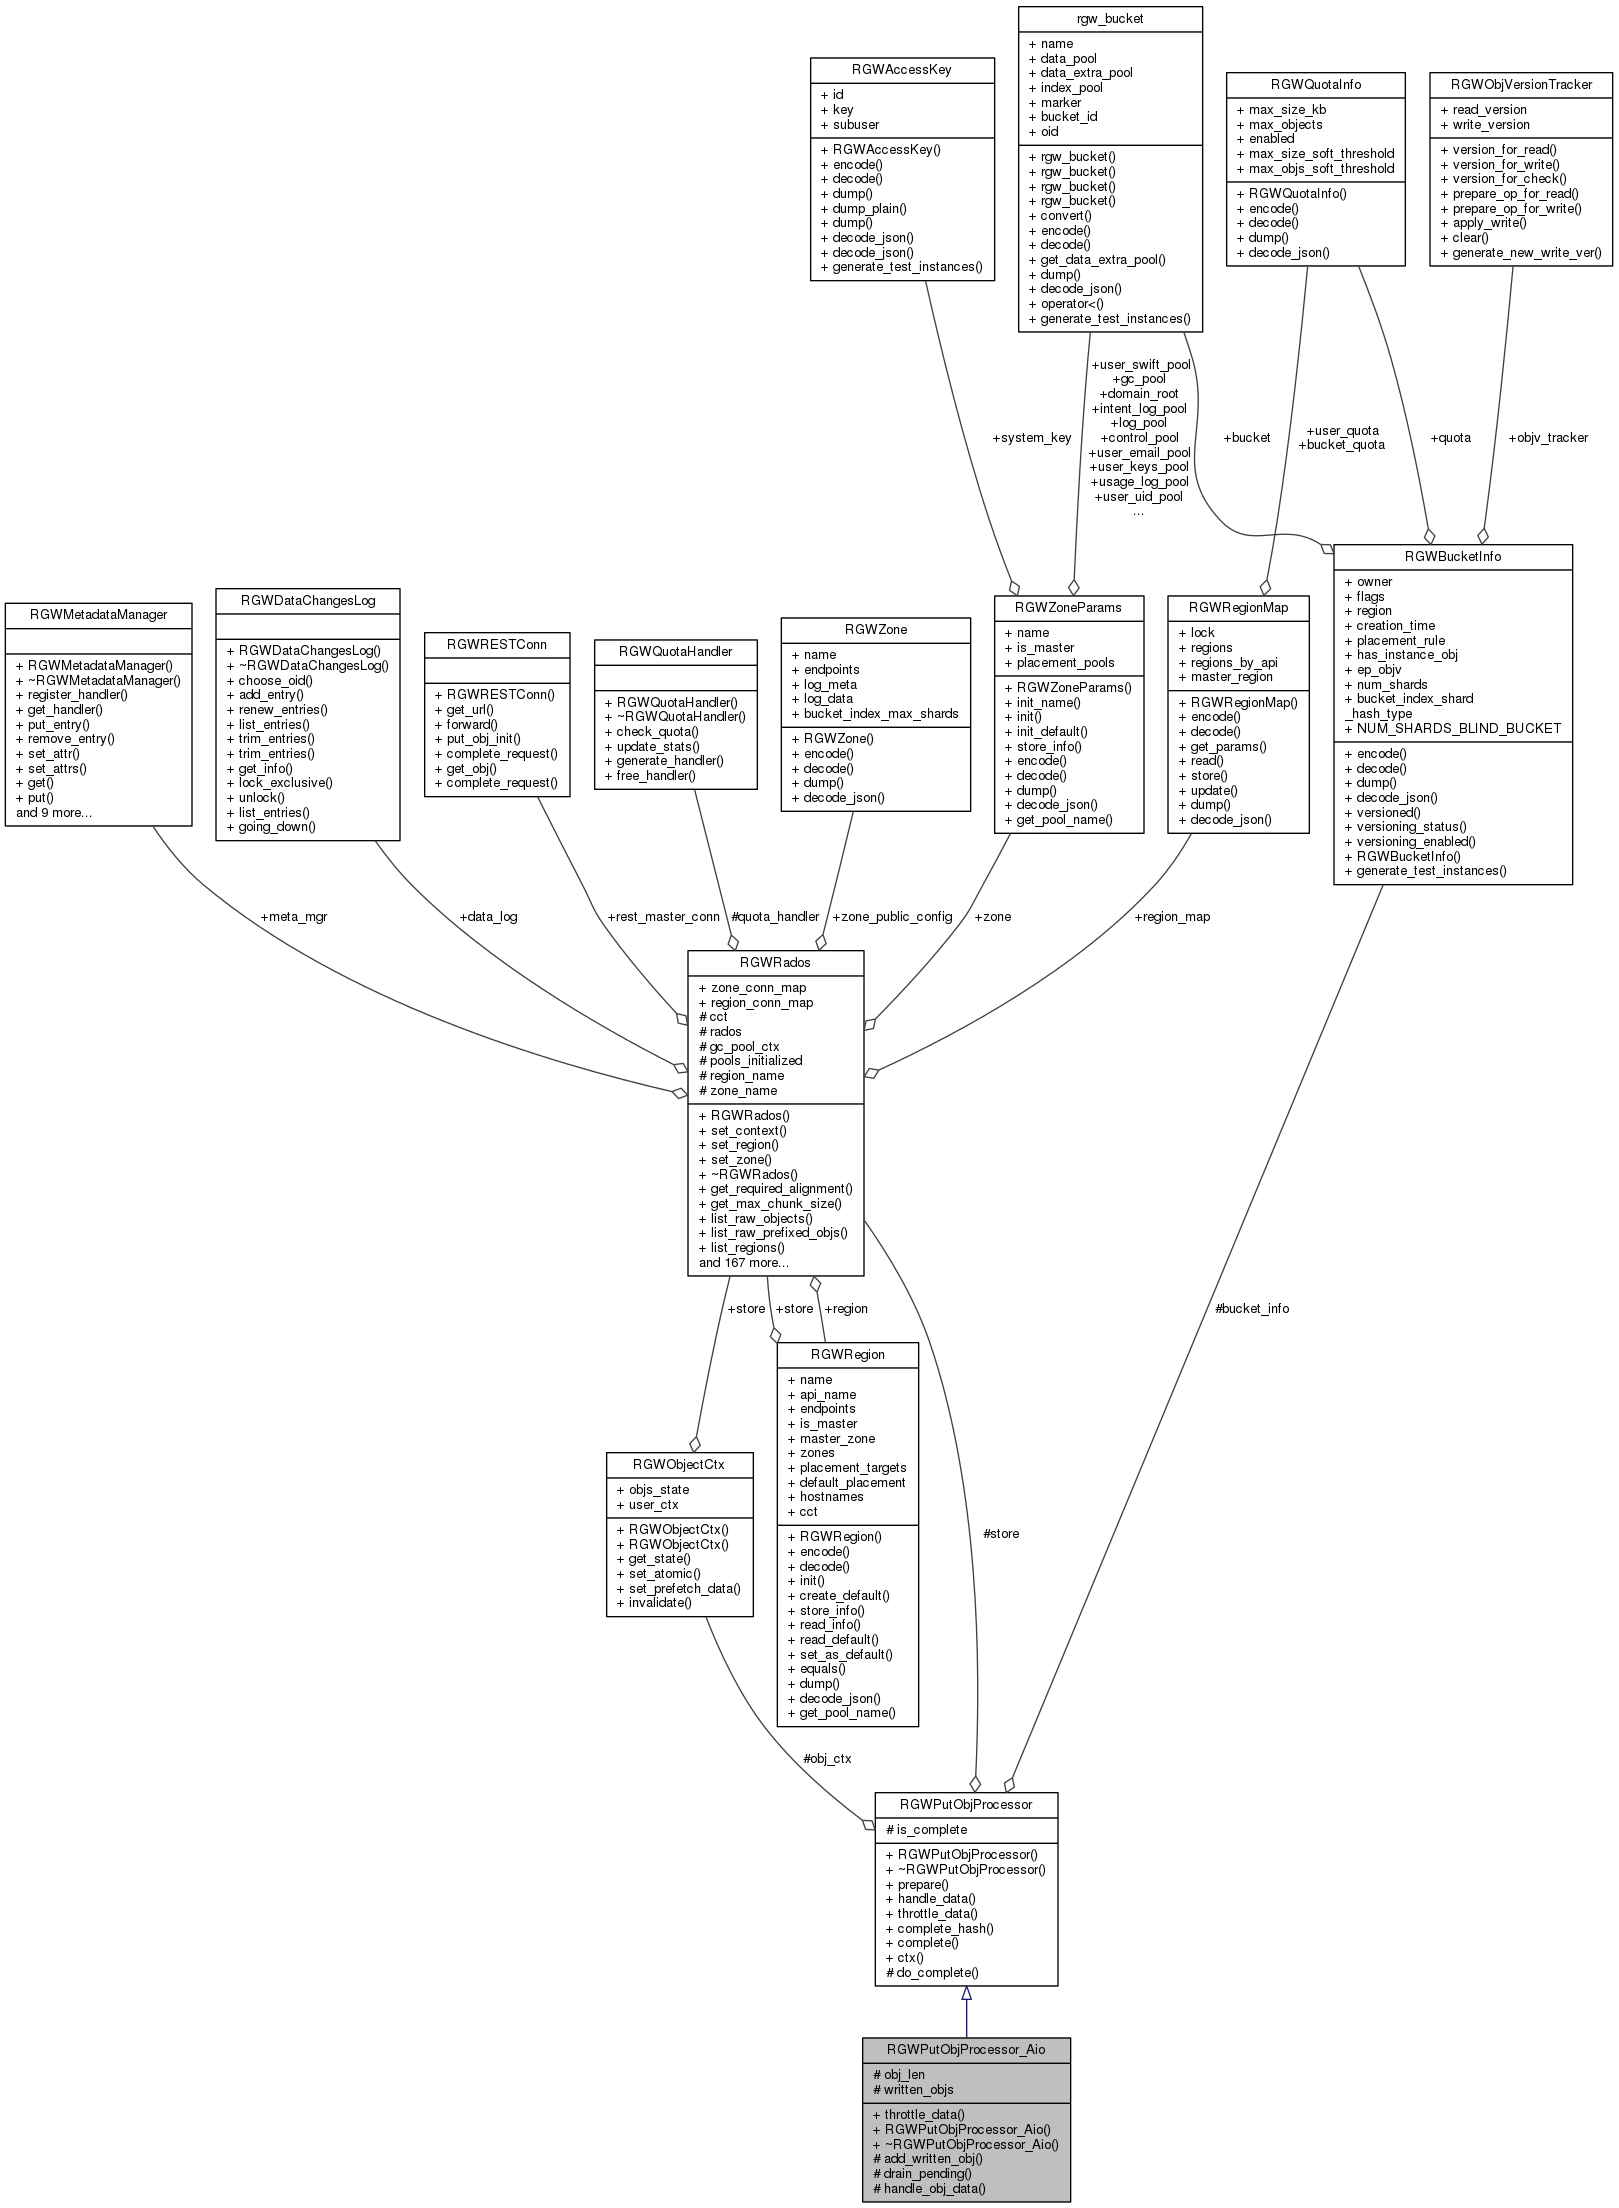 rgw_bucket
+ name
+ data_pool
+ data_extra_pool
+ index_pool
+ marker
+ bucket_id
+ oid
+ rgw_bucket()
+ rgw_bucket()
+ rgw_bucket()
+ rgw_bucket()
+ convert()
+ encode()
+ decode()
+ get_data_extra_pool()
+ dump()
+ decode_json()
+ operator<()
+ generate_test_instances()
RGWAccessKey
+ id
+ key
+ subuser
+ RGWAccessKey()
+ encode()
+ decode()
+ dump()
+ dump_plain()
+ dump()
+ decode_json()
+ decode_json()
+ generate_test_instances()
RGWQuotaInfo
+ max_size_kb
+ max_objects
+ enabled
+ max_size_soft_threshold
+ max_objs_soft_threshold
+ RGWQuotaInfo()
+ encode()
+ decode()
+ dump()
+ decode_json()
RGWObjVersionTracker
+ read_version
+ write_version
+ version_for_read()
+ version_for_write()
+ version_for_check()
+ prepare_op_for_read()
+ prepare_op_for_write()
+ apply_write()
+ clear()
+ generate_new_write_ver()
+system_key
+user_swift_pool
+gc_pool
+domain_root
+intent_log_pool
+log_pool
+control_pool
+user_email_pool
+user_keys_pool
+usage_log_pool
+user_uid_pool
...
+bucket
+user_quota
+bucket_quota
+quota
+objv_tracker
RGWMetadataManager
+ RGWMetadataManager()
+ ~RGWMetadataManager()
+ register_handler()
+ get_handler()
+ put_entry()
+ remove_entry()
+ set_attr()
+ set_attrs()
+ get()
+ put()
and 9 more...
RGWDataChangesLog
+ RGWDataChangesLog()
+ ~RGWDataChangesLog()
+ choose_oid()
+ add_entry()
+ renew_entries()
+ list_entries()
+ trim_entries()
+ trim_entries()
+ get_info()
+ lock_exclusive()
+ unlock()
+ list_entries()
+ going_down()
RGWRESTConn
+ RGWRESTConn()
+ get_url()
+ forward()
+ put_obj_init()
+ complete_request()
+ get_obj()
+ complete_request()
RGWQuotaHandler
+ RGWQuotaHandler()
+ ~RGWQuotaHandler()
+ check_quota()
+ update_stats()
+ generate_handler()
+ free_handler()
RGWZone
+ name
+ endpoints
+ log_meta
+ log_data
+ bucket_index_max_shards
+ RGWZone()
+ encode()
+ decode()
+ dump()
+ decode_json()
RGWZoneParams
+ name
+ is_master
+ placement_pools
+ RGWZoneParams()
+ init_name()
+ init()
+ init_default()
+ store_info()
+ encode()
+ decode()
+ dump()
+ decode_json()
+ get_pool_name()
RGWRegionMap
+ lock
+ regions
+ regions_by_api
+ master_region
+ RGWRegionMap()
+ encode()
+ decode()
+ get_params()
+ read()
+ store()
+ update()
+ dump()
+ decode_json()
RGWBucketInfo
+ owner
+ flags
+ region
+ creation_time
+ placement_rule
+ has_instance_obj
+ ep_objv
+ num_shards
+ bucket_index_shard
_hash_type
+ NUM_SHARDS_BLIND_BUCKET
+ encode()
+ decode()
+ dump()
+ decode_json()
+ versioned()
+ versioning_status()
+ versioning_enabled()
+ RGWBucketInfo()
+ generate_test_instances()
+meta_mgr
+data_log
+rest_master_conn
#quota_handler
+zone_public_config
+zone
+region_map
RGWRados
+ zone_conn_map
+ region_conn_map
# cct
# rados
# gc_pool_ctx
# pools_initialized
# region_name
# zone_name
+ RGWRados()
+ set_context()
+ set_region()
+ set_zone()
+ ~RGWRados()
+ get_required_alignment()
+ get_max_chunk_size()
+ list_raw_objects()
+ list_raw_prefixed_objs()
+ list_regions()
and 167 more...
+store
+store
+region
#bucket_info
RGWRegion
+ name
+ api_name
+ endpoints
+ is_master
+ master_zone
+ zones
+ placement_targets
+ default_placement
+ hostnames
+ cct
+ RGWRegion()
+ encode()
+ decode()
+ init()
+ create_default()
+ store_info()
+ read_info()
+ read_default()
+ set_as_default()
+ equals()
+ dump()
+ decode_json()
+ get_pool_name()
RGWObjectCtx
+ objs_state
+ user_ctx
+ RGWObjectCtx()
+ RGWObjectCtx()
+ get_state()
+ set_atomic()
+ set_prefetch_data()
+ invalidate()
#store
#obj_ctx
RGWPutObjProcessor
# is_complete
+ RGWPutObjProcessor()
+ ~RGWPutObjProcessor()
+ prepare()
+ handle_data()
+ throttle_data()
+ complete_hash()
+ complete()
+ ctx()
# do_complete()
RGWPutObjProcessor_Aio
# obj_len
# written_objs
+ throttle_data()
+ RGWPutObjProcessor_Aio()
+ ~RGWPutObjProcessor_Aio()
# add_written_obj()
# drain_pending()
# handle_obj_data()